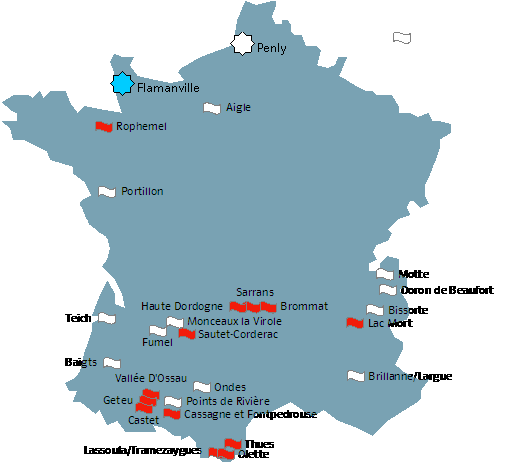 Penly
Flamanville
Aigle
Rophemel
Portillon
Motte
Doron de Beaufort
Sarrans
Haute Dordogne
Brommat
Bissorte
Teich
Monceaux la Virole
Lac Mort
Sautet-Corderac
Fumel
Baigts
Brillanne/Largue
Vallée D'Ossau
Ondes
Geteu
Points de Rivière
Cassagne et Fontpedrouse
Castet
Thues
Lassoula/Tramezaygues
Olette